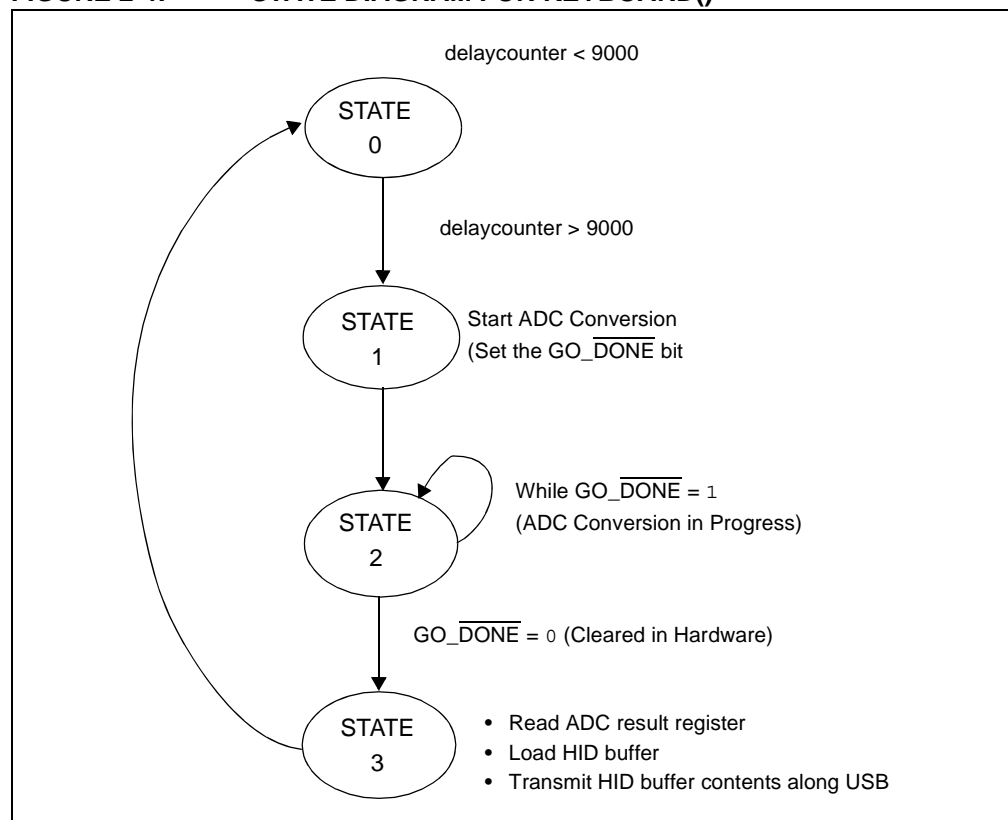 delaycounter < 9000
STATE
0
delaycounter > 9000
STATE
1
Start ADC Conversion
(Set the GO_DONE bit
STATE
2
While GO_DONE = 1
(ADC Conversion in Progress)
GO_DONE = 0 (Cleared in Hardware)
STATE
3
• Read ADC result register
• Load HID buffer
• Transmit HID buffer contents along USB